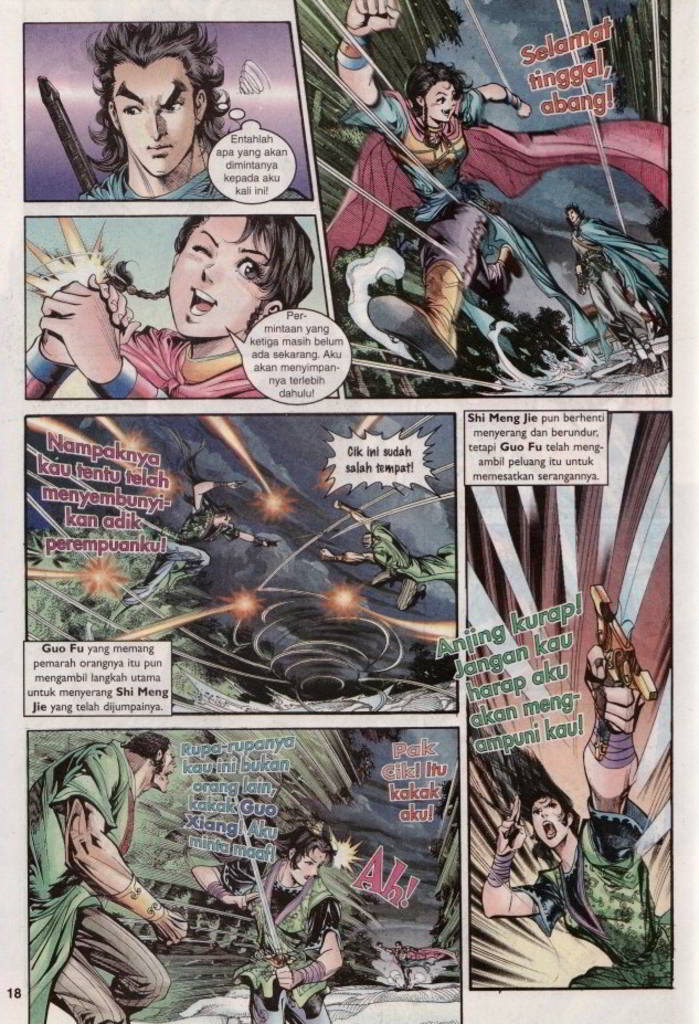 Entahlah
apa yang akan
dimintanya
kepada aku
kali ini!
Selamat
tinggal,
abang!
Per-
mintaan yang
ketiga masih belum
ada sekarang. Aku
akan menyimpan-
nya terlebih
dahulu!
Nampaknya
kau tentu telah
menyembunyi-
kan adik
perempuanku!
Cik ini sudah
salah tempat!
Guo Fu yang memang
pemarah orangnya itu pun
mengambil langkah utama
untuk menyerang Shi Meng
Jie yang telah dijumpainya.
Shi Meng Jie pun berhenti
menyerang dan berundur,
tetapi Guo Fu telah meng-
ambil peluang itu untuk
memesatkan serangannya.
Anjing kurap!
Jangan kau
harap aku
akan meng-
ampuni kau!
Rupa-rupanya
kau ini bukan
orang lain,
kakak Guo
Xiang! Aku
minta maaf!
Pak
Cik! Itu
kakak
aku!
Ah!
18